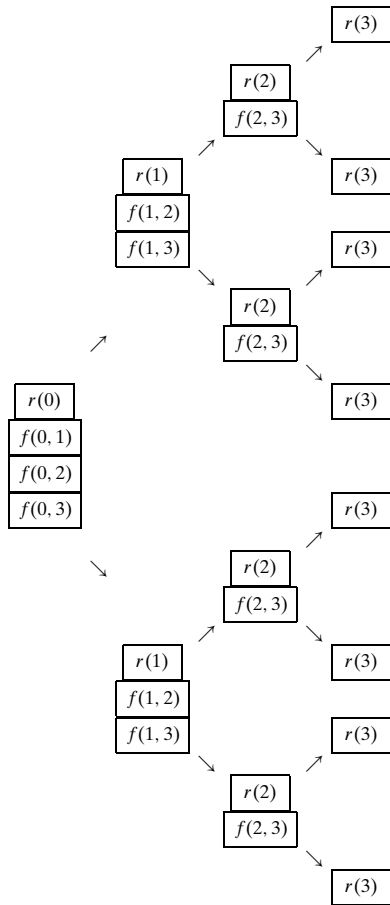 r(3)
r(2)
f(2, 3)
r(1)
r(3)
f(1, 2)
f(1, 3)
r(3)
r(2)
f(2, 3)
r(0)
r(3)
f(0, 1)
f(0, 2)
f(0, 3)
r(3)
r(2)
f(2, 3)
r(1)
r(3)
f(1, 2)
f(1, 3)
r(3)
r(2)
f(2, 3)
r(3)